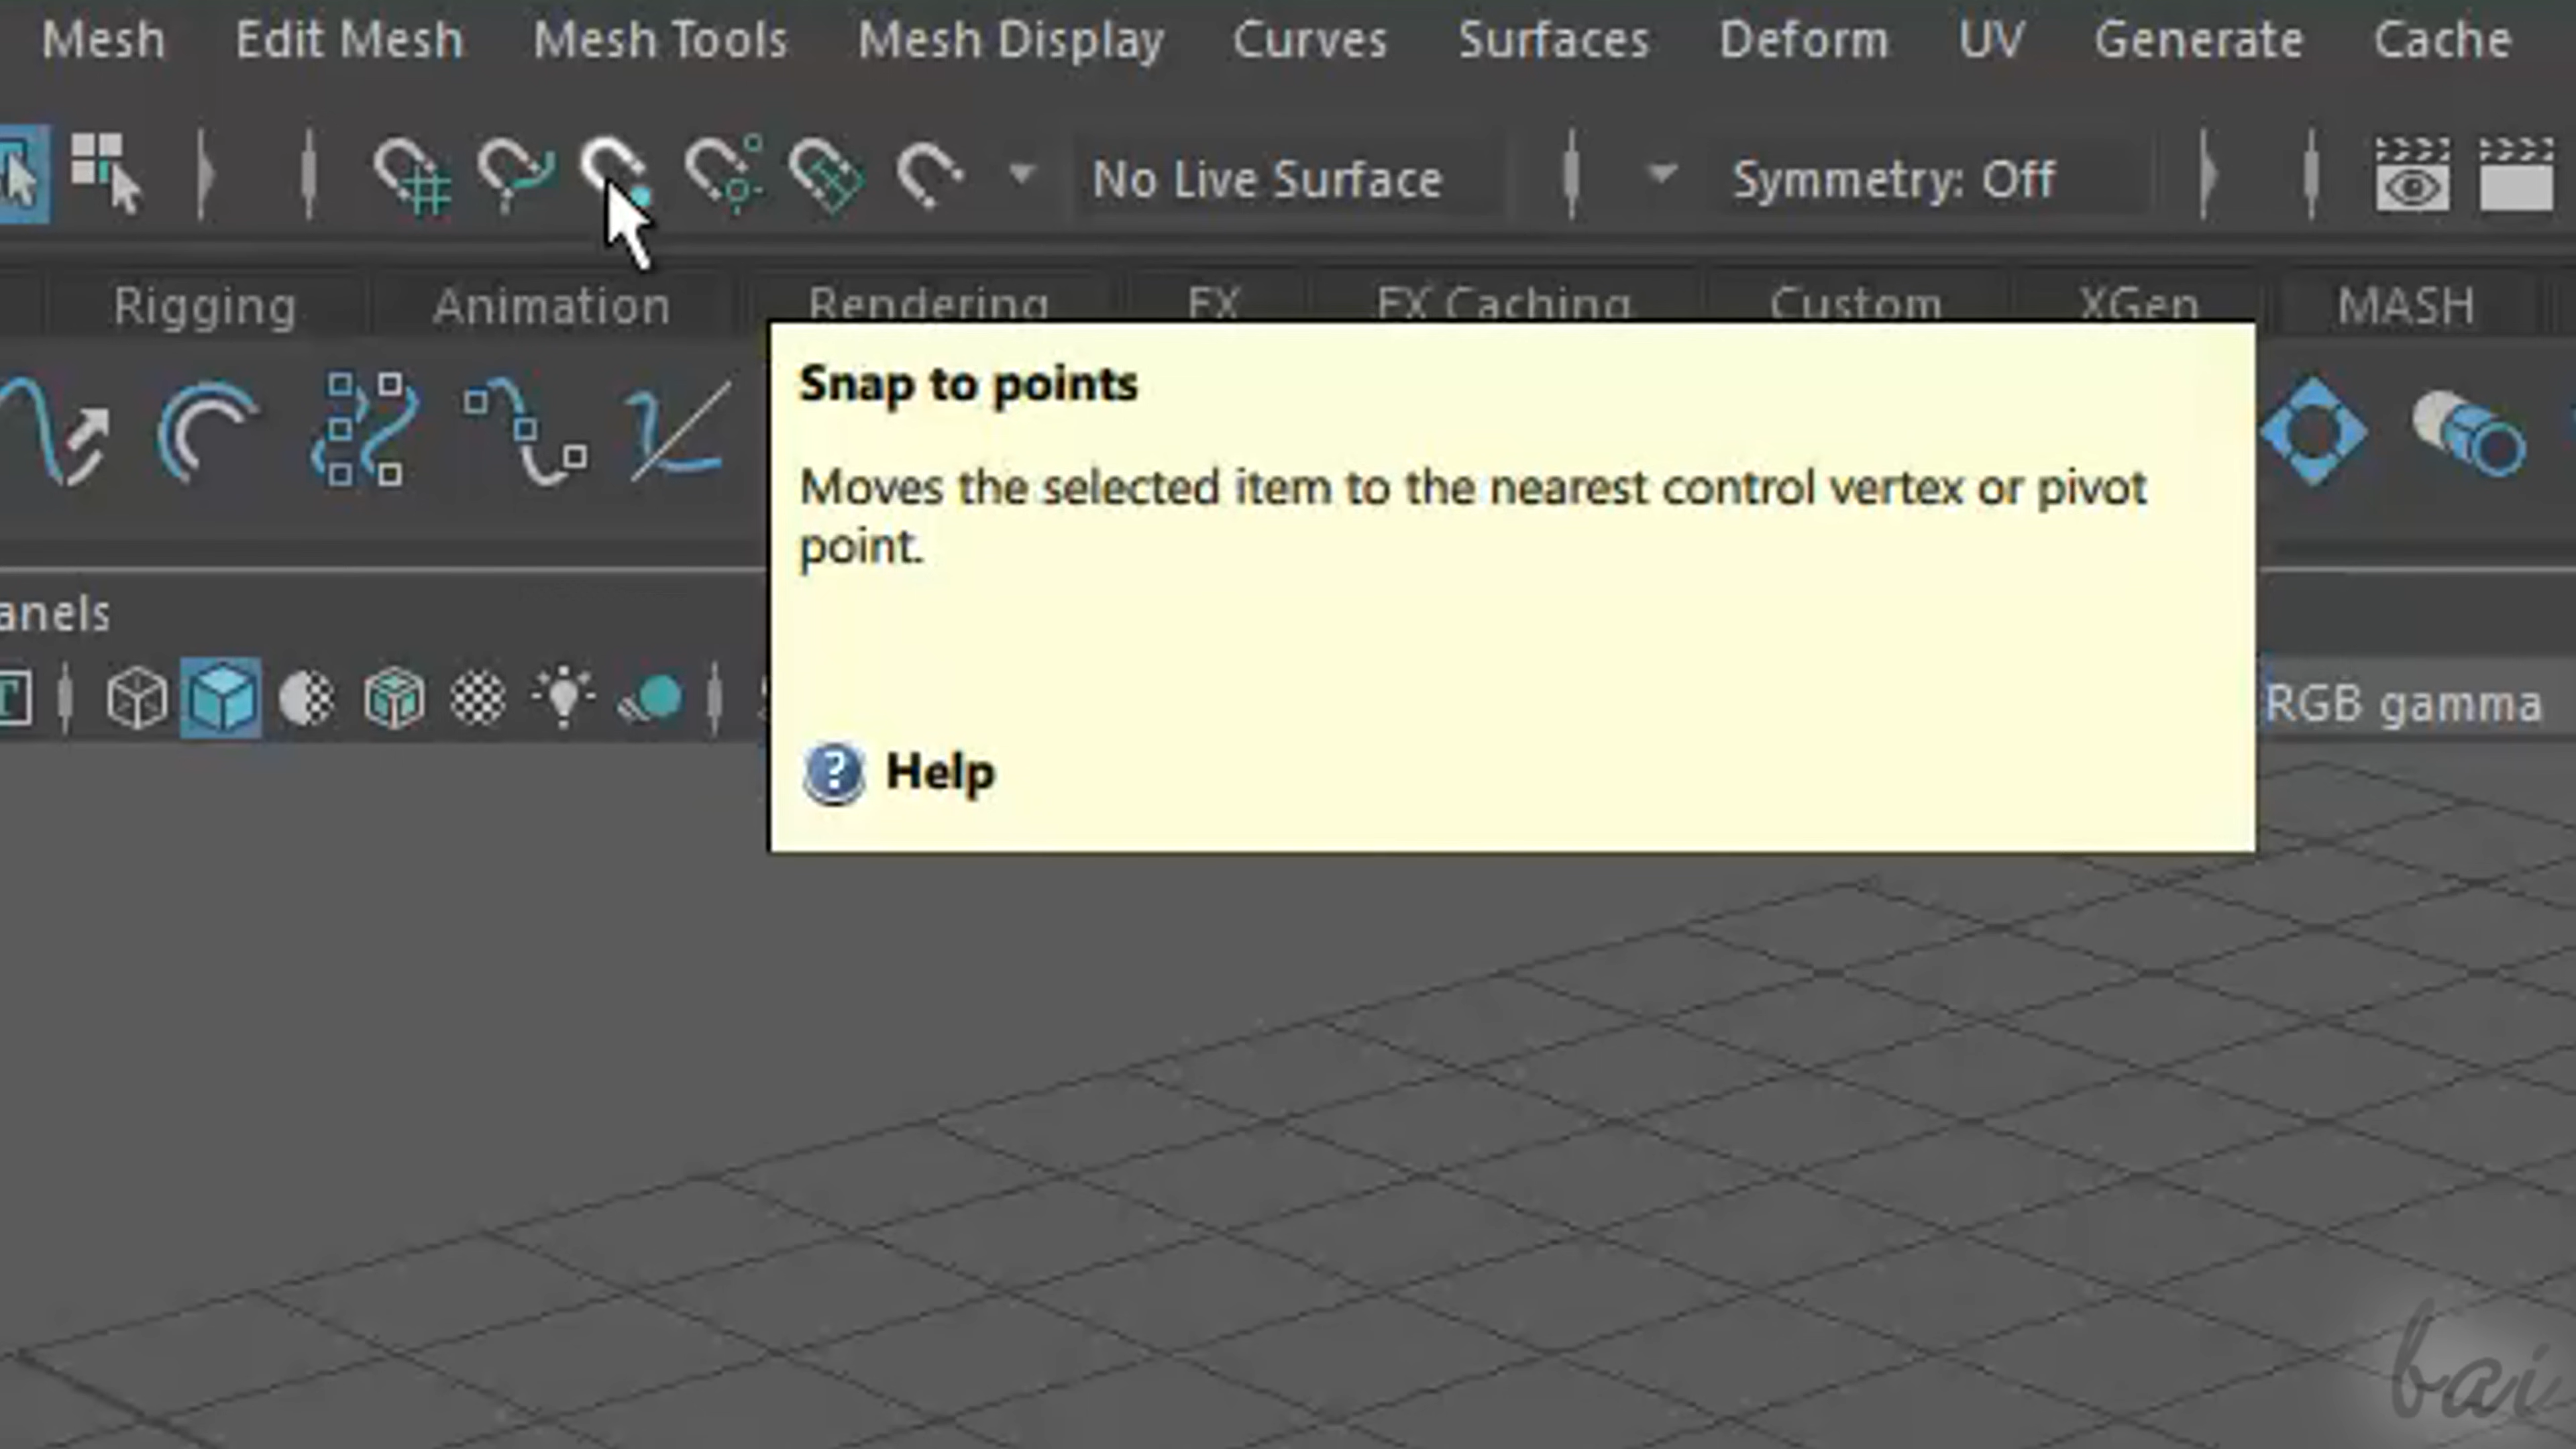 Mesh Edit Mesh Mesh Tools Mesh Display Curves Surfaces Deform UV Generate Cache
No Live Surface Symmetry: Off
Rigging Animation Rendering FX FX Caching Custom XGen MASH
Snap to points
Moves the selected item to the nearest control vertex or pivot
point.
anels
RGB gamma
Help
bai